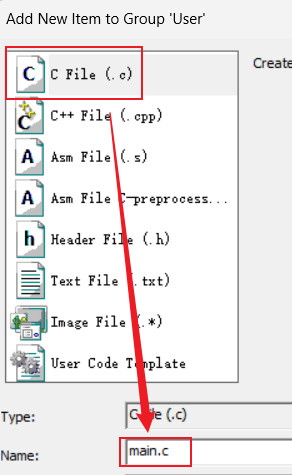 Add New Item to Group 'User'
C File (.c)
Create
C++ File (.cpp)
Asm File (.s)
Asm File C-preprocess...
Header File (.h)
Text File (.txt)
Image File (.*)
User Code Template
Type:
C File (.c)
Name:
main.c